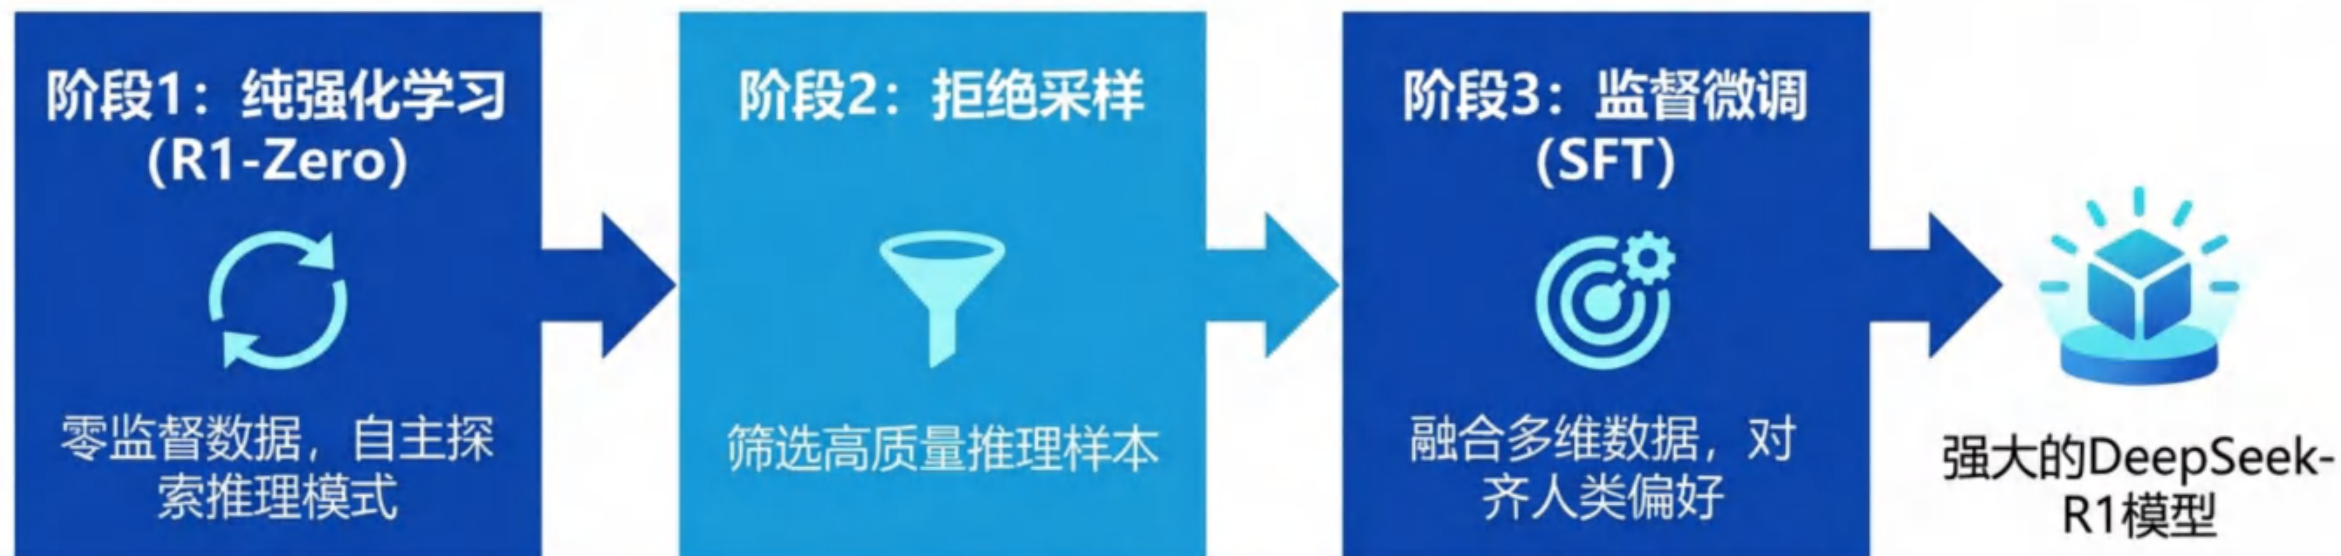 阶段1：纯强化学习
(R1-Zero)
零监督数据，自主探
索推理模式
阶段2：拒绝采样
筛选高质量推理样本
阶段3：监督微调
(SFT)
融合多维数据，对
齐人类偏好
强大的DeepSeek-
R1模型